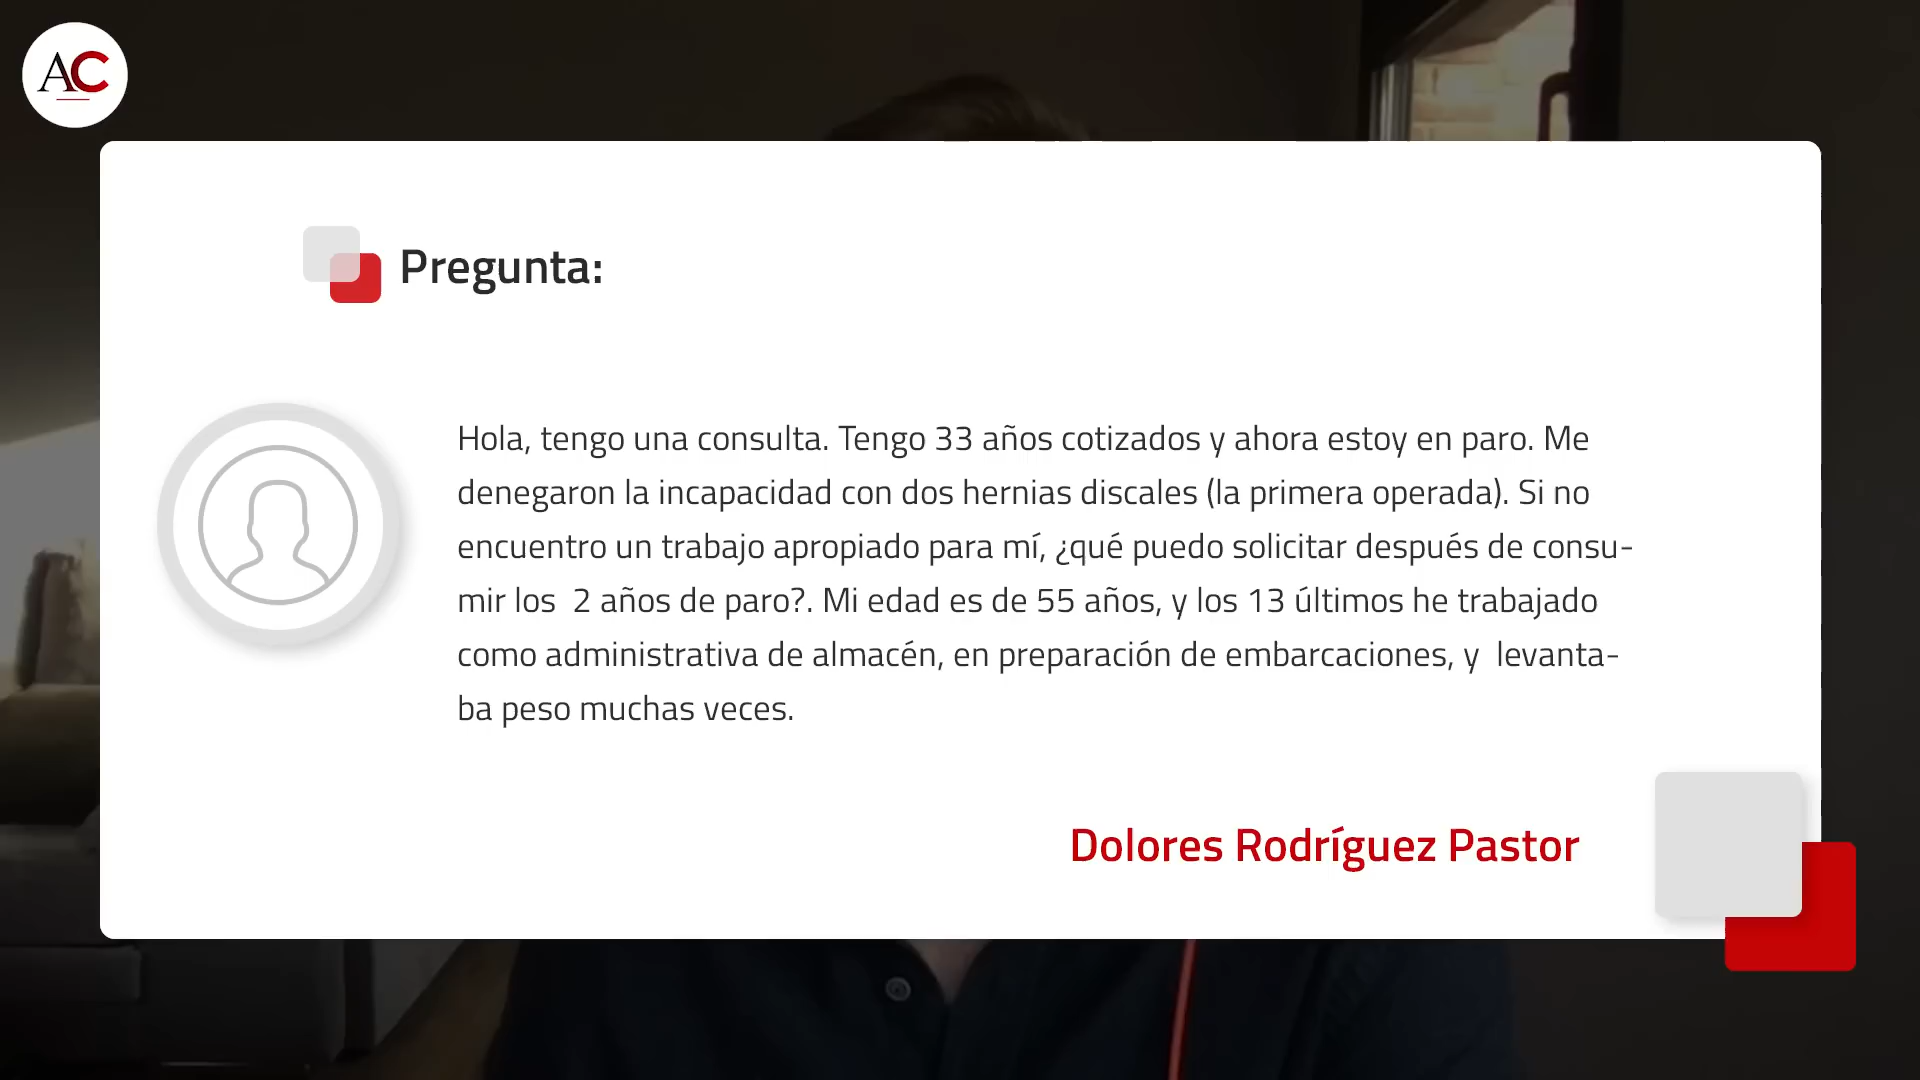 AC
Pregunta:
Hola, tengo una consulta. Tengo 33 años cotizados y ahora estoy en paro. Me
denegaron la incapacidad con dos hernias discales (la primera operada). Si no
encuentro un trabajo apropiado para mí, ¿qué puedo solicitar después de consu-
mir los  2 años de paro?. Mi edad es de 55 años, y los 13 últimos he trabajado
como administrativa de almacén, en preparación de embarcaciones, y  levanta-
ba peso muchas veces.
Dolores Rodríguez Pastor